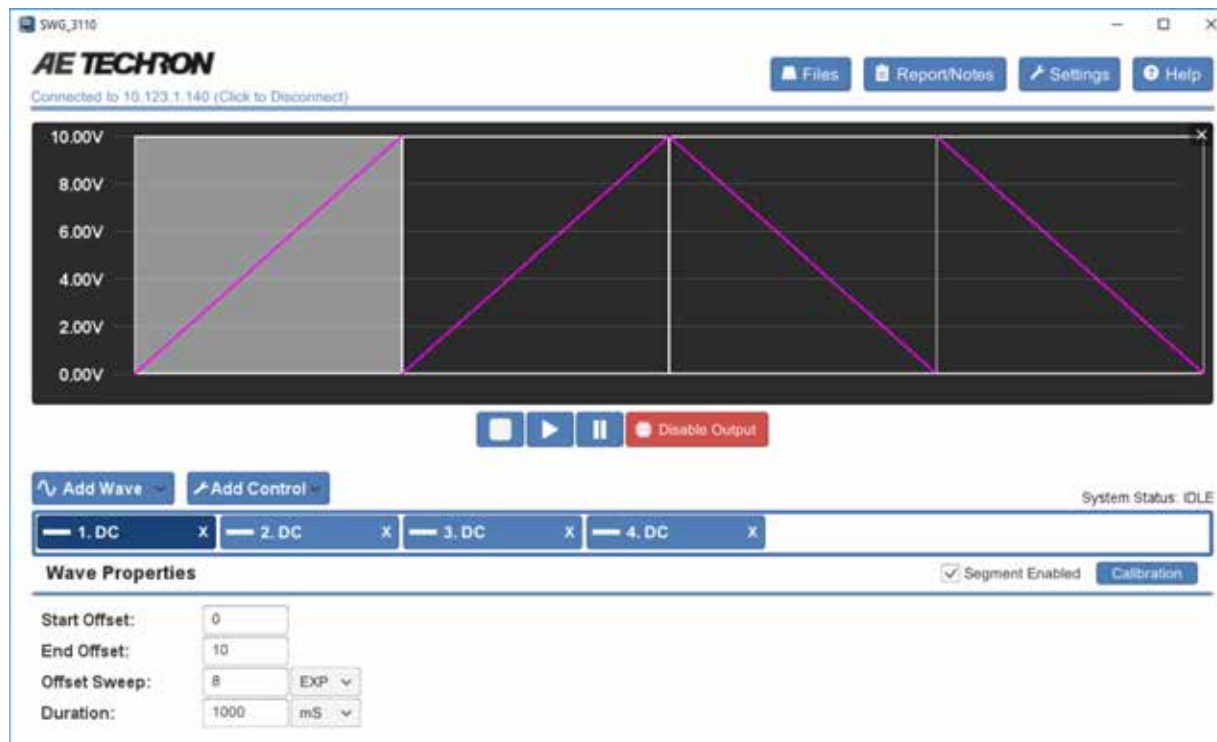 SWG_3110
AE TECHRON
Connected to 10.123.1.140 (Click to Disconnect)
Files
Report/Notes
Settings
Help
10.00V
8.00V
6.00V
4.00V
2.00V
0.00V
Disable Output
Add Wave
Add Control
System Status: IDLE
1. DC X
2. DC X
3. DC X
4. DC X
Wave Properties
Segment Enabled
Calibration
Start Offset: 0
End Offset: 10
Offset Sweep: 8 EXP
Duration: 1000 mS